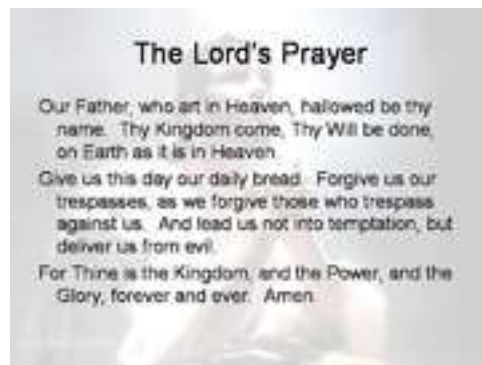 The Lord's Prayer
Our Father, who art in Heaven, hallowed be thy
name. Thy Kingdom come, Thy Will be done,
on Earth as it is in Heaven.
Give us this day our daily bread. Forgive us our
trespasses, as we forgive those who trespass
against us. And lead us not into temptation, but
deliver us from evil.
For Thine is the Kingdom, and the Power, and the
Glory, forever and ever. Amen.